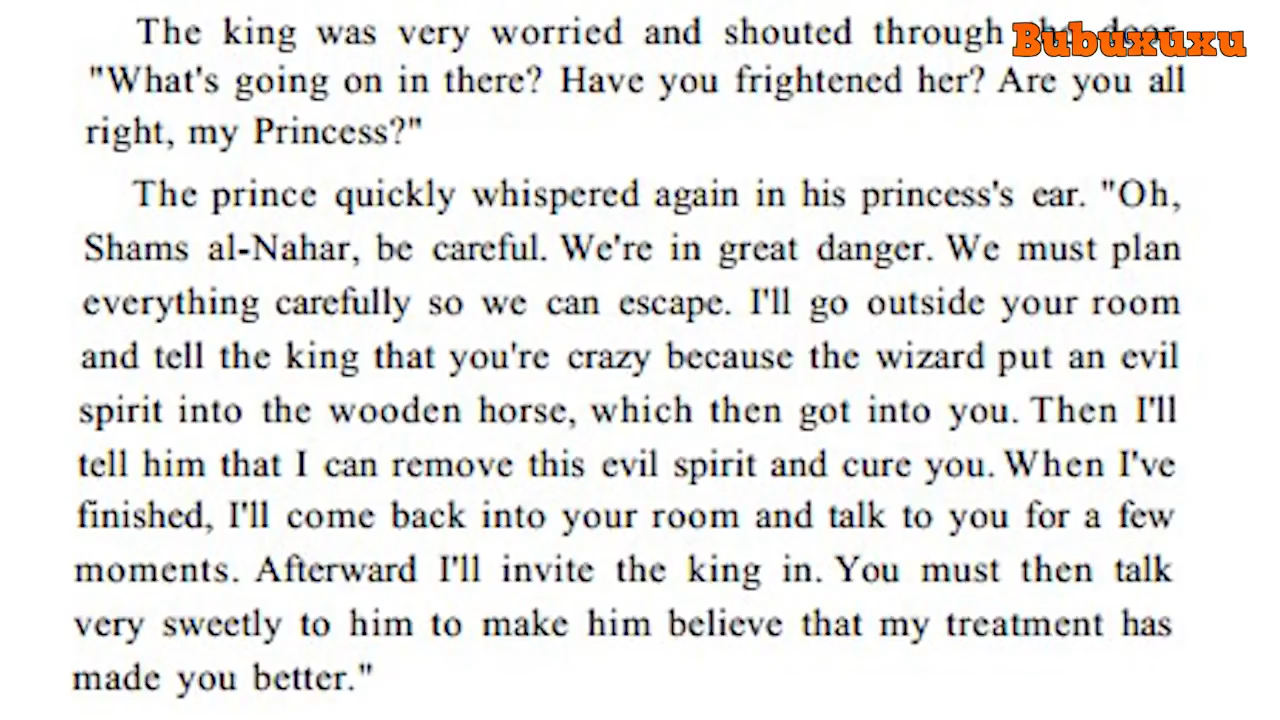 The king was very worried and shouted through the door.
Bubuxuxu
"What's going on in there? Have you frightened her? Are you all
right, my Princess?"
The prince quickly whispered again in his princess's ear. "Oh,
Shams al-Nahar, be careful. We're in great danger. We must plan
everything carefully so we can escape. I'll go outside your room
and tell the king that you're crazy because the wizard put an evil
spirit into the wooden horse, which then got into you. Then I'll
tell him that I can remove this evil spirit and cure you. When I've
finished, I'll come back into your room and talk to you for a few
moments. Afterward I'll invite the king in. You must then talk
very sweetly to him to make him believe that my treatment has
made you better."